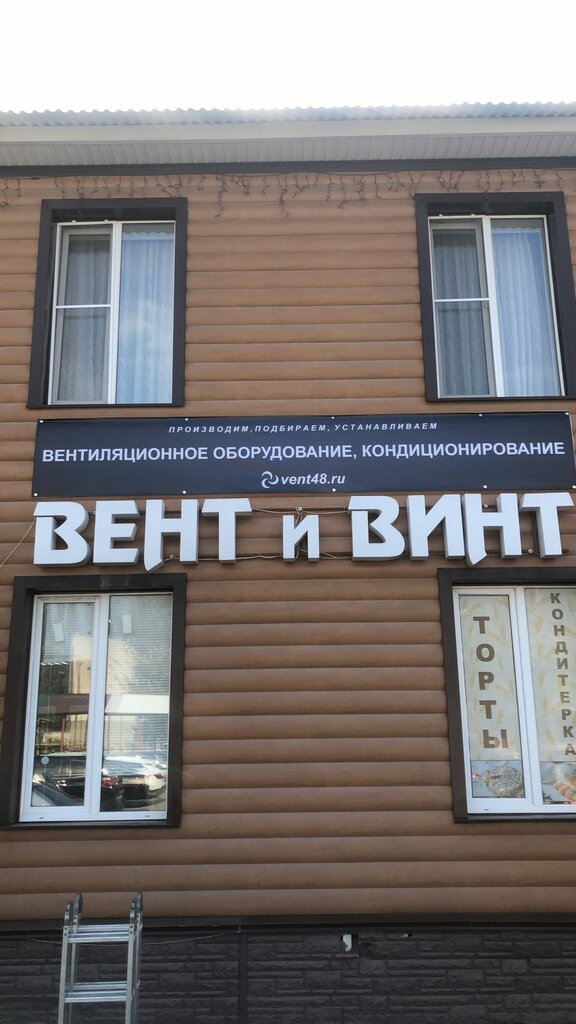 ПРОИЗВОДИМ, ПОДБИРАЕМ, УСТАНАВЛИВАЕМ
ВЕНТИЛЯЦИОННОЕ ОБОРУДОВАНИЕ, КОНДИЦИОНИРОВАНИЕ
vent48.ru
ВЕНТ и ВИНТ
ТОРТЫ
КОНДИТЕРКА